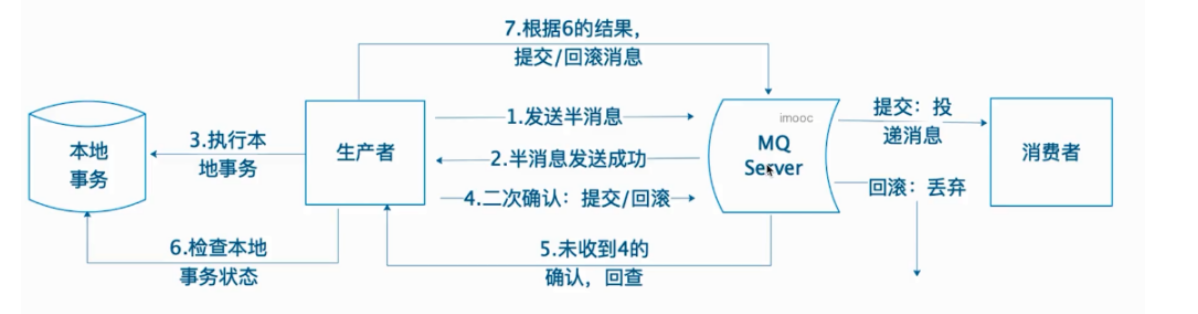 7.根据6的结果，
提交/回滚消息
本地
事务
3.执行本
地事务
生产者
1.发送半消息
2.半消息发送成功
4.二次确认：提交/回滚
imooc
MQ
Server
提交：投
递消息
回滚：丢弃
消费者
6.检查本地
事务状态
5.未收到4的
确认，回查